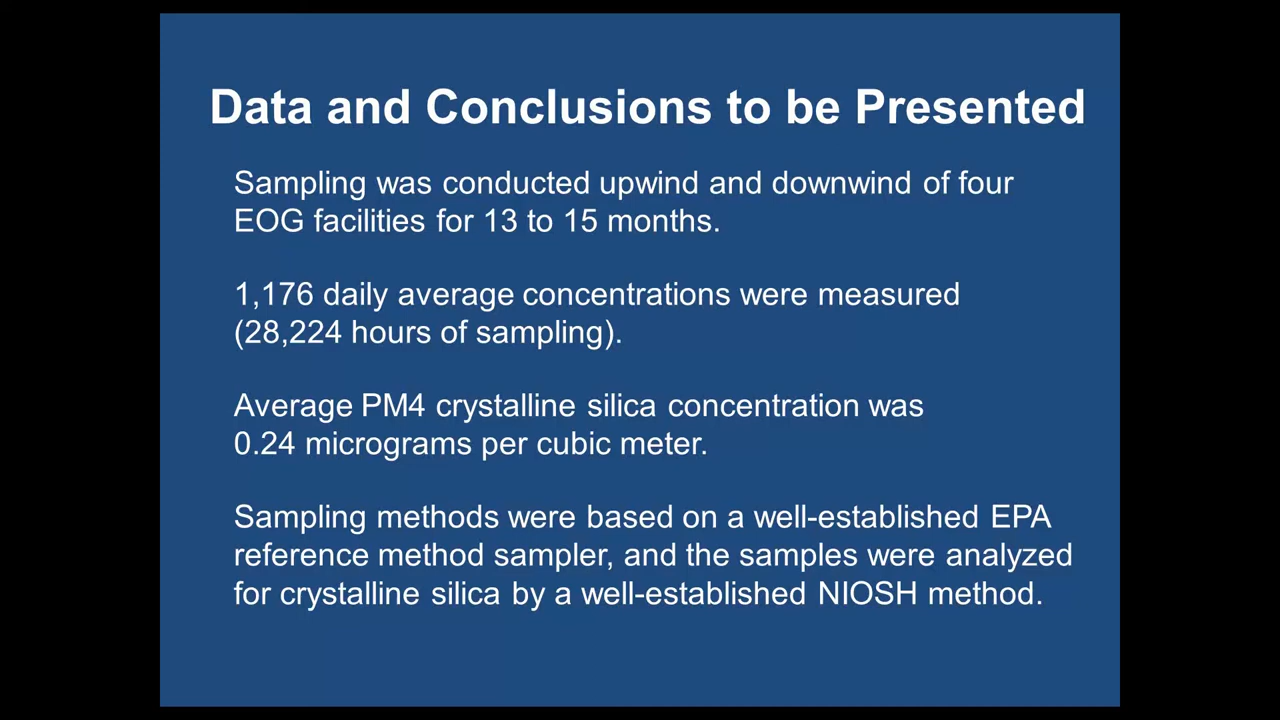 Data and Conclusions to be Presented
Sampling was conducted upwind and downwind of four
EOG facilities for 13 to 15 months.
1,176 daily average concentrations were measured
(28,224 hours of sampling).
Average PM4 crystalline silica concentration was
0.24 micrograms per cubic meter.
Sampling methods were based on a well-established EPA
reference method sampler, and the samples were analyzed
for crystalline silica by a well-established NIOSH method.